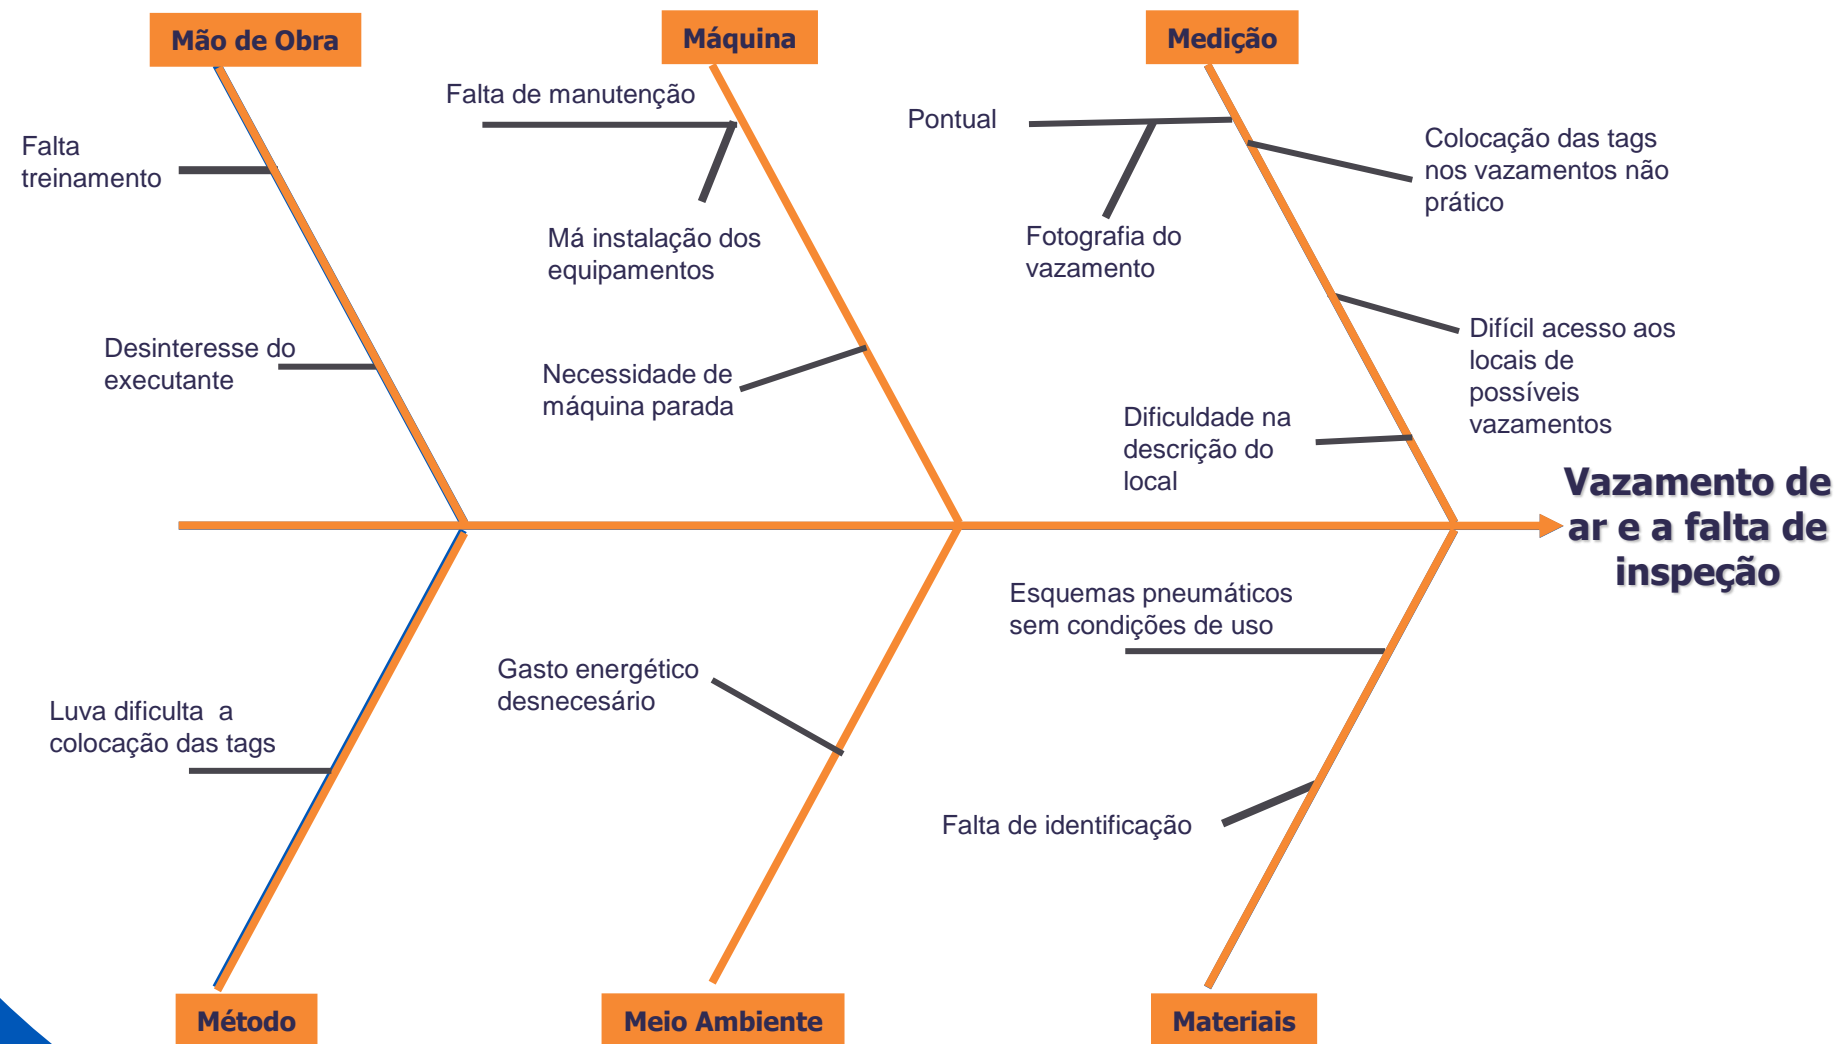 Mão de Obra
Máquina
Medição
Falta
treinamento
Desinteresse do
executante
Falta de manutenção
Má instalação dos
equipamentos
Necessidade de
máquina parada
Pontual
Fotografia do
vazamento
Colocação das tags
nos vazamentos não
prático
Difícil acesso aos
locais de
possíveis
vazamentos
Dificuldade na
descrição do
local
Vazamento de
ar e a falta de
inspeção
Luva dificulta  a
colocação das tags
Gasto energético
desnecesário
Esquemas pneumáticos
sem condições de uso
Falta de identificação
Método
Meio Ambiente
Materiais